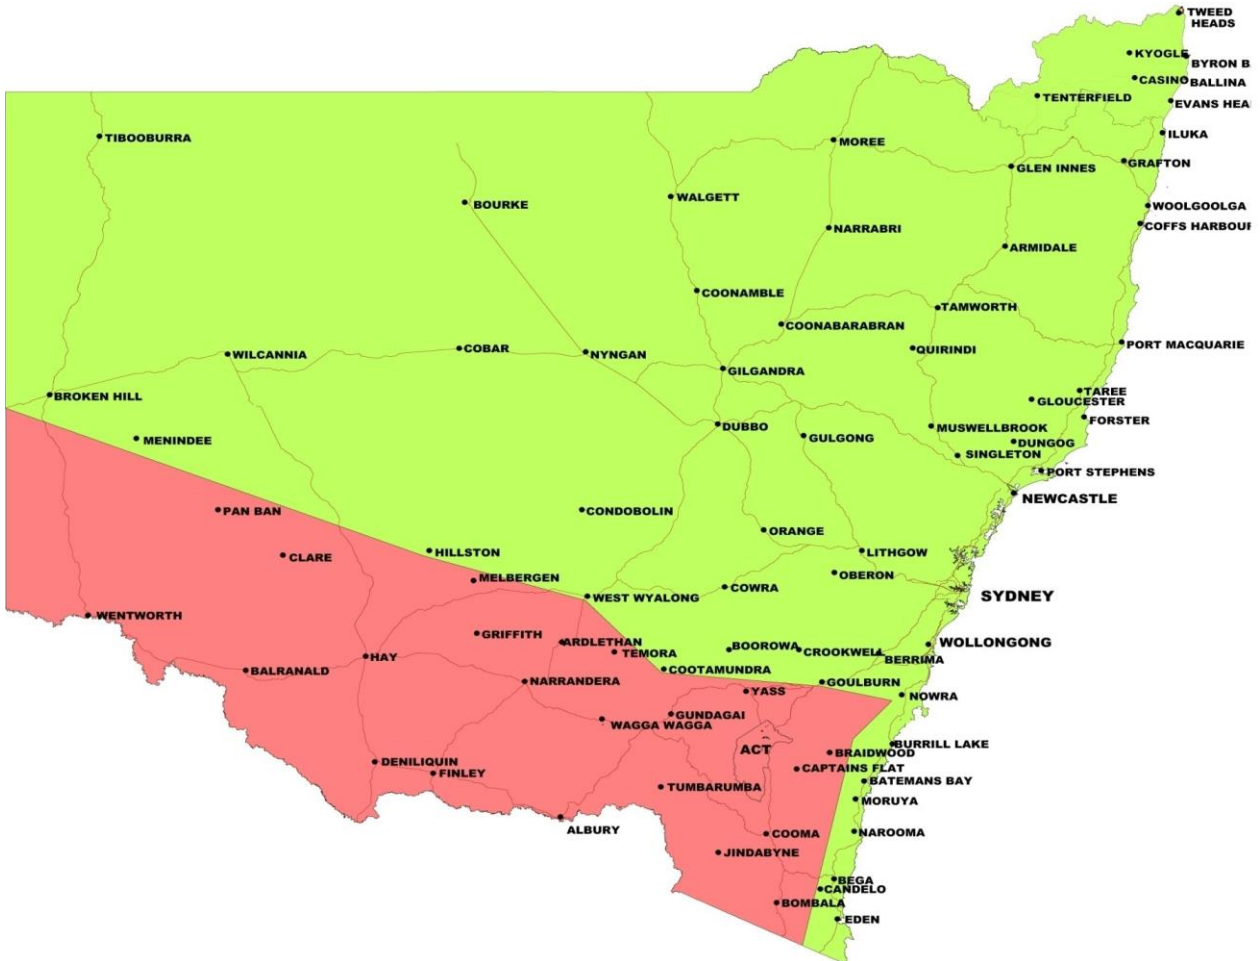 TWEED
HEADS
KYOGLE
BYRON B
CASINO
BALLINA
TENTERFIELD
EVANS HEA
TIBOOBURRA
ILUKA
MOREE
GRAFTON
GLEN INNES
WALGETT
BOURKE
WOOLGOOLGA
COFFS HARBOUR
NARRABRI
ARMIDALE
COONAMBLE
TAMWORTH
COONABARABRAN
PORT MACQUARIE
COBAR
QUIRINDI
WILCANNIA
NYNGAN
GILGANDRA
TAREE
BROKEN HILL
GLOUCESTER
FORSTER
DUBBO
MUSWELLBROOK
GULGONG
MENINDEE
DUNGOG
SINGLETON
PORT STEPHENS
NEWCASTLE
PAN BAN
CONDOBOLIN
ORANGE
HILLSTON
LITHGOW
CLARE
OBERON
MELBERGEN
COWRA
SYDNEY
WEST WYALONG
WENTWORTH
GRIFFITH
ARDLETHAN
WOLLONGONG
BOOROWA
CROOKWELL
TEMORA
HAY
BERRIMA
BALRANALD
COOTAMUNDRA
NARRANDERA
GOULBURN
YASS
NOWRA
GUNDAGAI
WAGGA WAGGA
BURRILL LAKE
ACT
BRAIDWOOD
DENILIQUIN
CAPTAINS FLAT
FINLEY
BATEMANS BAY
TUMBARUMBA
MORUYA
ALBURY
NAROOMA
COOMA
JINDABYNE
BEGA
CANDELO
BOMBALA
EDEN